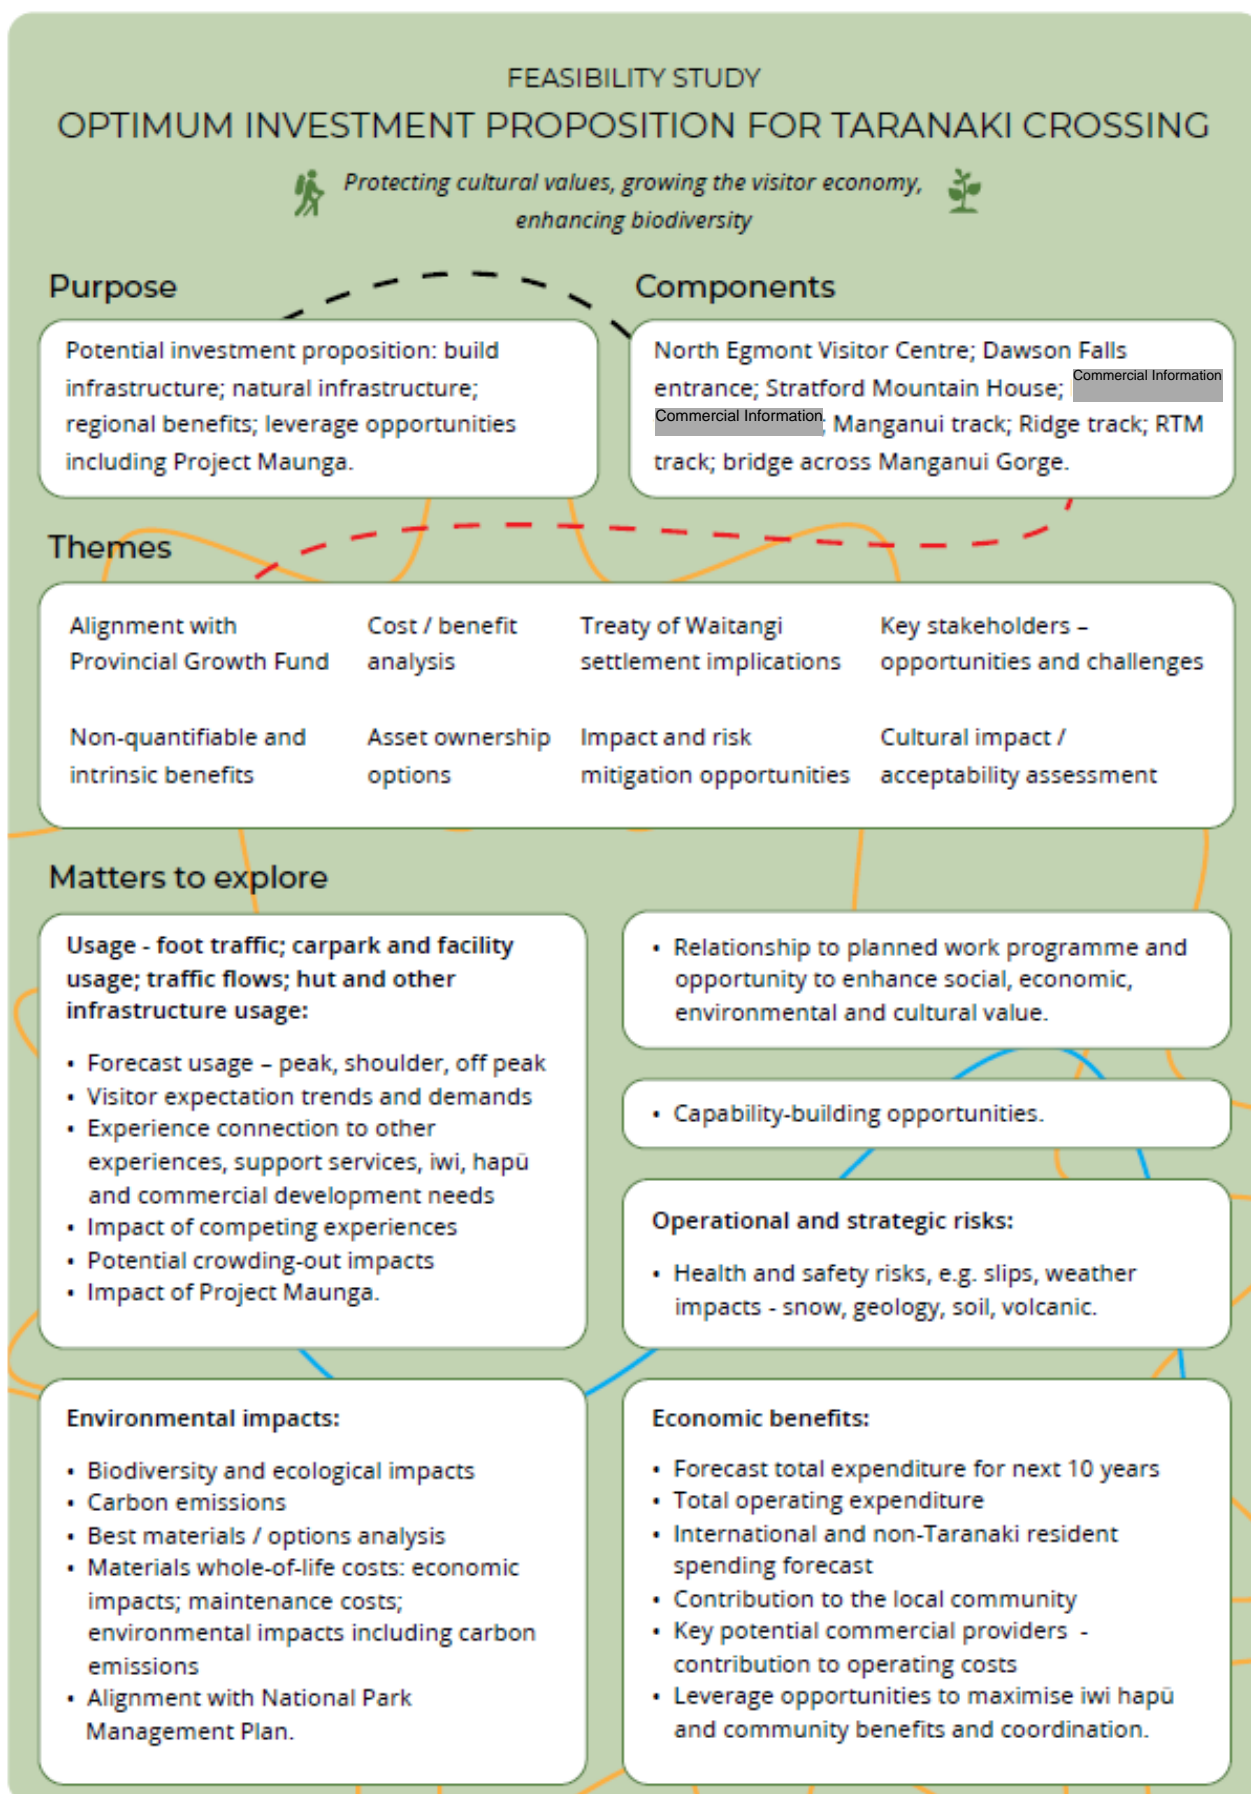 FEASIBILITY STUDY
OPTIMUM INVESTMENT PROPOSITION FOR TARANAKI CROSSING
Protecting cultural values, growing the visitor economy,
enhancing biodiversity
Purpose
Potential investment proposition: build
infrastructure; natural infrastructure;
regional benefits; leverage opportunities
including Project Maunga.
Components
North Egmont Visitor Centre; Dawson Falls
entrance; Stratford Mountain House; Commercial Information
Commercial Information; Manganui track; Ridge track; RTM
track; bridge across Manganui Gorge.
Themes
Alignment with
Provincial Growth Fund
Cost / benefit
analysis
Treaty of Waitangi
settlement implications
Key stakeholders –
opportunities and challenges
Non-quantifiable and
intrinsic benefits
Asset ownership
options
Impact and risk
mitigation opportunities
Cultural impact /
acceptability assessment
Matters to explore
Usage - foot traffic; carpark and facility
usage; traffic flows; hut and other
infrastructure usage:
• Forecast usage – peak, shoulder, off peak
• Visitor expectation trends and demands
• Experience connection to other
experiences, support services, iwi, hapū
and commercial development needs
• Impact of competing experiences
• Potential crowding-out impacts
• Impact of Project Maunga.
• Relationship to planned work programme and
opportunity to enhance social, economic,
environmental and cultural value.
• Capability-building opportunities.
Operational and strategic risks:
• Health and safety risks, e.g. slips, weather
impacts - snow, geology, soil, volcanic.
Environmental impacts:
• Biodiversity and ecological impacts
• Carbon emissions
• Best materials / options analysis
• Materials whole-of-life costs: economic
impacts; maintenance costs;
environmental impacts including carbon
emissions
• Alignment with National Park
Management Plan.
Economic benefits:
• Forecast total expenditure for next 10 years
• Total operating expenditure
• International and non-Taranaki resident
spending forecast
• Contribution to the local community
• Key potential commercial providers -
contribution to operating costs
• Leverage opportunities to maximise iwi hapū
and community benefits and coordination.